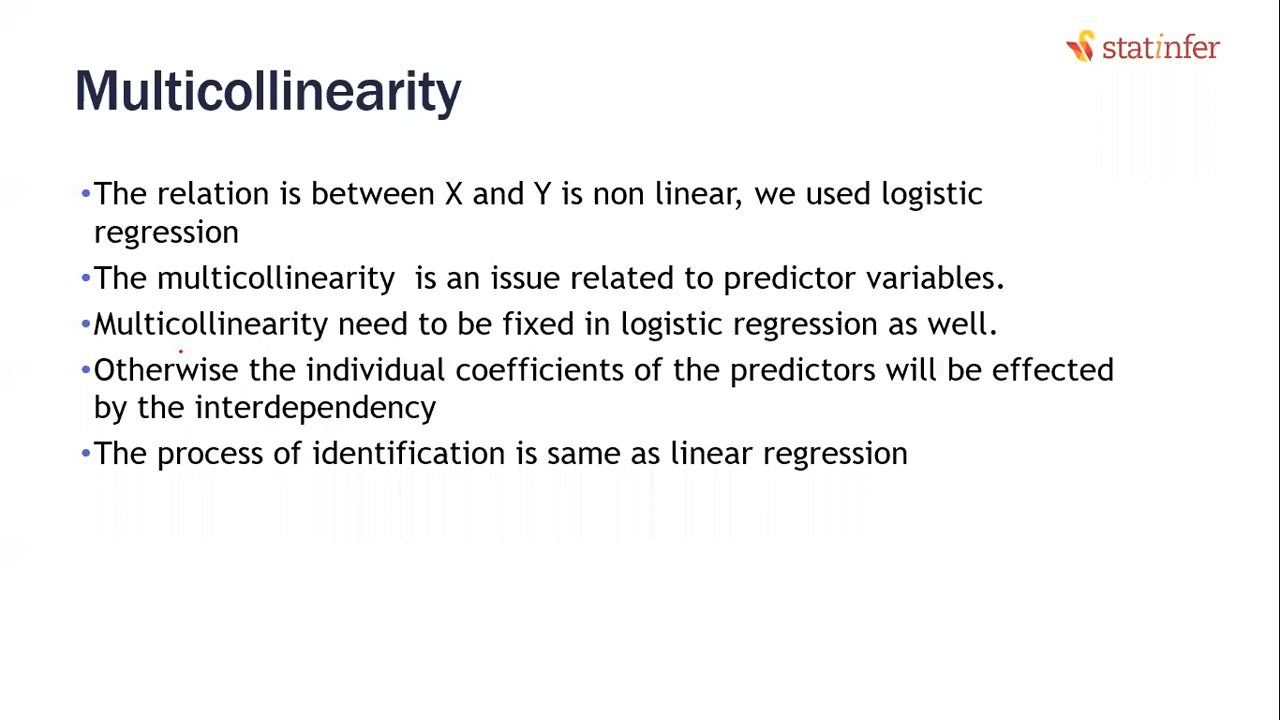 statinfer
Multicollinearity
•The relation is between X and Y is non linear, we used logistic
regression
•The multicollinearity  is an issue related to predictor variables.
•Multicollinearity need to be fixed in logistic regression as well.
•Otherwise the individual coefficients of the predictors will be effected
by the interdependency
•The process of identification is same as linear regression